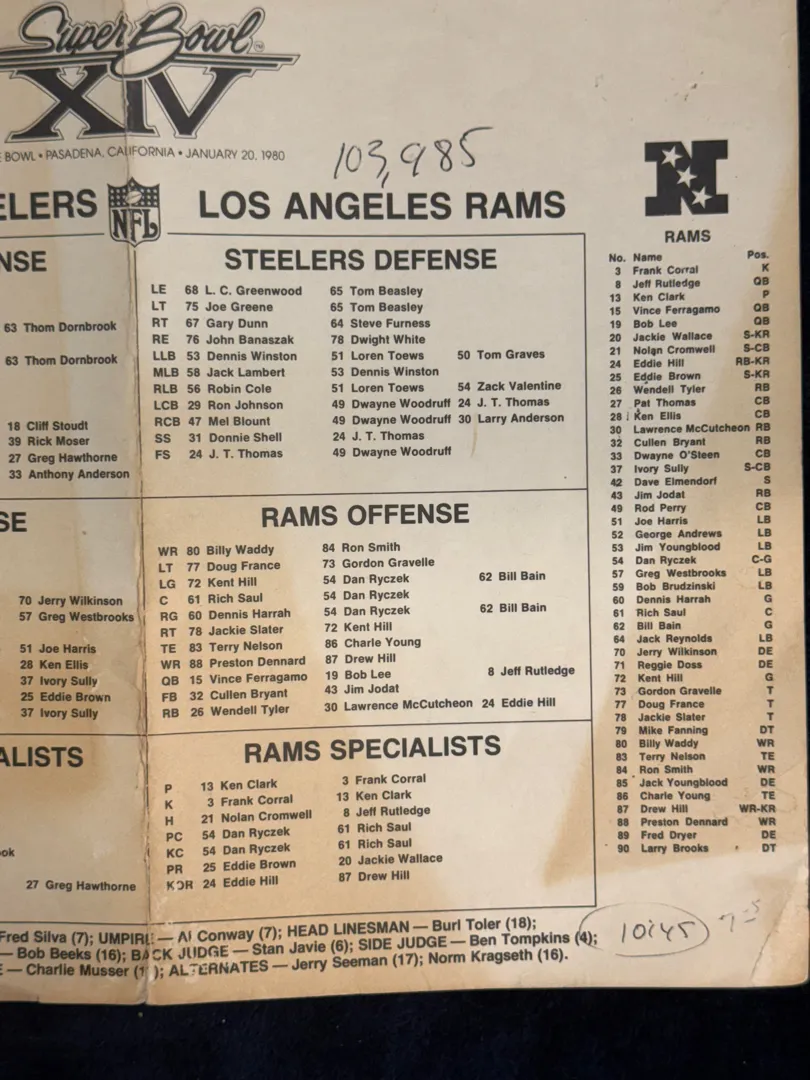 Super Bowl
XIV
BOWL • PASADENA, CALIFORNIA • JANUARY 20, 1980
103,985
ELERS NFL LOS ANGELES RAMS
N
NSE
63 Thom Dornbrook
63 Thom Dornbrook
18 Cliff Stoudt
39 Rick Moser
27 Greg Hawthorne
33 Anthony Anderson
STEELERS DEFENSE
LE 68 L. C. Greenwood 65 Tom Beasley
LT 75 Joe Greene 65 Tom Beasley
RT 67 Gary Dunn 64 Steve Furness
RE 76 John Banaszak 78 Dwight White
LLB 53 Dennis Winston 51 Loren Toews 50 Tom Graves
MLB 58 Jack Lambert 53 Dennis Winston
RLB 56 Robin Cole 51 Loren Toews 54 Zack Valentine
LCB 29 Ron Johnson 49 Dwayne Woodruff 24 J. T. Thomas
RCB 47 Mel Blount 49 Dwayne Woodruff 30 Larry Anderson
SS 31 Donnie Shell 24 J. T. Thomas
FS 24 J. T. Thomas 49 Dwayne Woodruff
SE
70 Jerry Wilkinson
57 Greg Westbrooks
51 Joe Harris
28 Ken Ellis
37 Ivory Sully
25 Eddie Brown
37 Ivory Sully
RAMS OFFENSE
WR 80 Billy Waddy 84 Ron Smith
LT 77 Doug France 73 Gordon Gravelle
LG 72 Kent Hill 54 Dan Ryczek 62 Bill Bain
C 61 Rich Saul 54 Dan Ryczek
RG 60 Dennis Harrah 54 Dan Ryczek 62 Bill Bain
RT 78 Jackie Slater 72 Kent Hill
TE 83 Terry Nelson 86 Charle Young
WR 88 Preston Dennard 87 Drew Hill
QB 15 Vince Ferragamo 19 Bob Lee 8 Jeff Rutledge
FB 32 Cullen Bryant 43 Jim Jodat
RB 26 Wendell Tyler 30 Lawrence McCutcheon 24 Eddie Hill
ALISTS
ok
27 Greg Hawthorne
RAMS SPECIALISTS
P 13 Ken Clark 3 Frank Corral
K 3 Frank Corral 13 Ken Clark
H 21 Nolan Cromwell 8 Jeff Rutledge
PC 54 Dan Ryczek 61 Rich Saul
KC 54 Dan Ryczek 61 Rich Saul
PR 25 Eddie Brown 20 Jackie Wallace
KOR 24 Eddie Hill 87 Drew Hill
RAMS
No. Name Pos.
3 Frank Corral K
8 Jeff Rutledge QB
13 Ken Clark P
15 Vince Ferragamo QB
19 Bob Lee QB
20 Jackie Wallace S-KR
21 Nolan Cromwell S-CB
24 Eddie Hill RB-KR
25 Eddie Brown S-KR
26 Wendell Tyler RB
27 Pat Thomas CB
28 Ken Ellis CB
30 Lawrence McCutcheon RB
32 Cullen Bryant RB
33 Dwayne O'Steen CB
37 Ivory Sully S-CB
42 Dave Elmendorf S
43 Jim Jodat RB
49 Rod Perry CB
51 Joe Harris LB
52 George Andrews LB
53 Jim Youngblood LB
54 Dan Ryczek C-G
57 Greg Westbrooks LB
59 Bob Brudzinski LB
60 Dennis Harrah G
61 Rich Saul C
62 Bill Bain G
64 Jack Reynolds LB
70 Jerry Wilkinson DE
71 Reggie Doss DE
72 Kent Hill G
73 Gordon Gravelle T
77 Doug France T
78 Jackie Slater T
79 Mike Fanning DT
80 Billy Waddy WR
83 Terry Nelson TE
84 Ron Smith WR
85 Jack Youngblood DE
86 Charle Young TE
87 Drew Hill WR-KR
88 Preston Dennard WR
89 Fred Dryer DE
90 Larry Brooks DT
Fred Silva (7); UMPIRE — Al Conway (7); HEAD LINESMAN — Burl Toler (18);
— Bob Beeks (16); BACK JUDGE — Stan Javie (6); SIDE JUDGE — Ben Tompkins (4);
E — Charlie Musser (1 ); ALTERNATES — Jerry Seeman (17); Norm Kragseth (16).
10:45